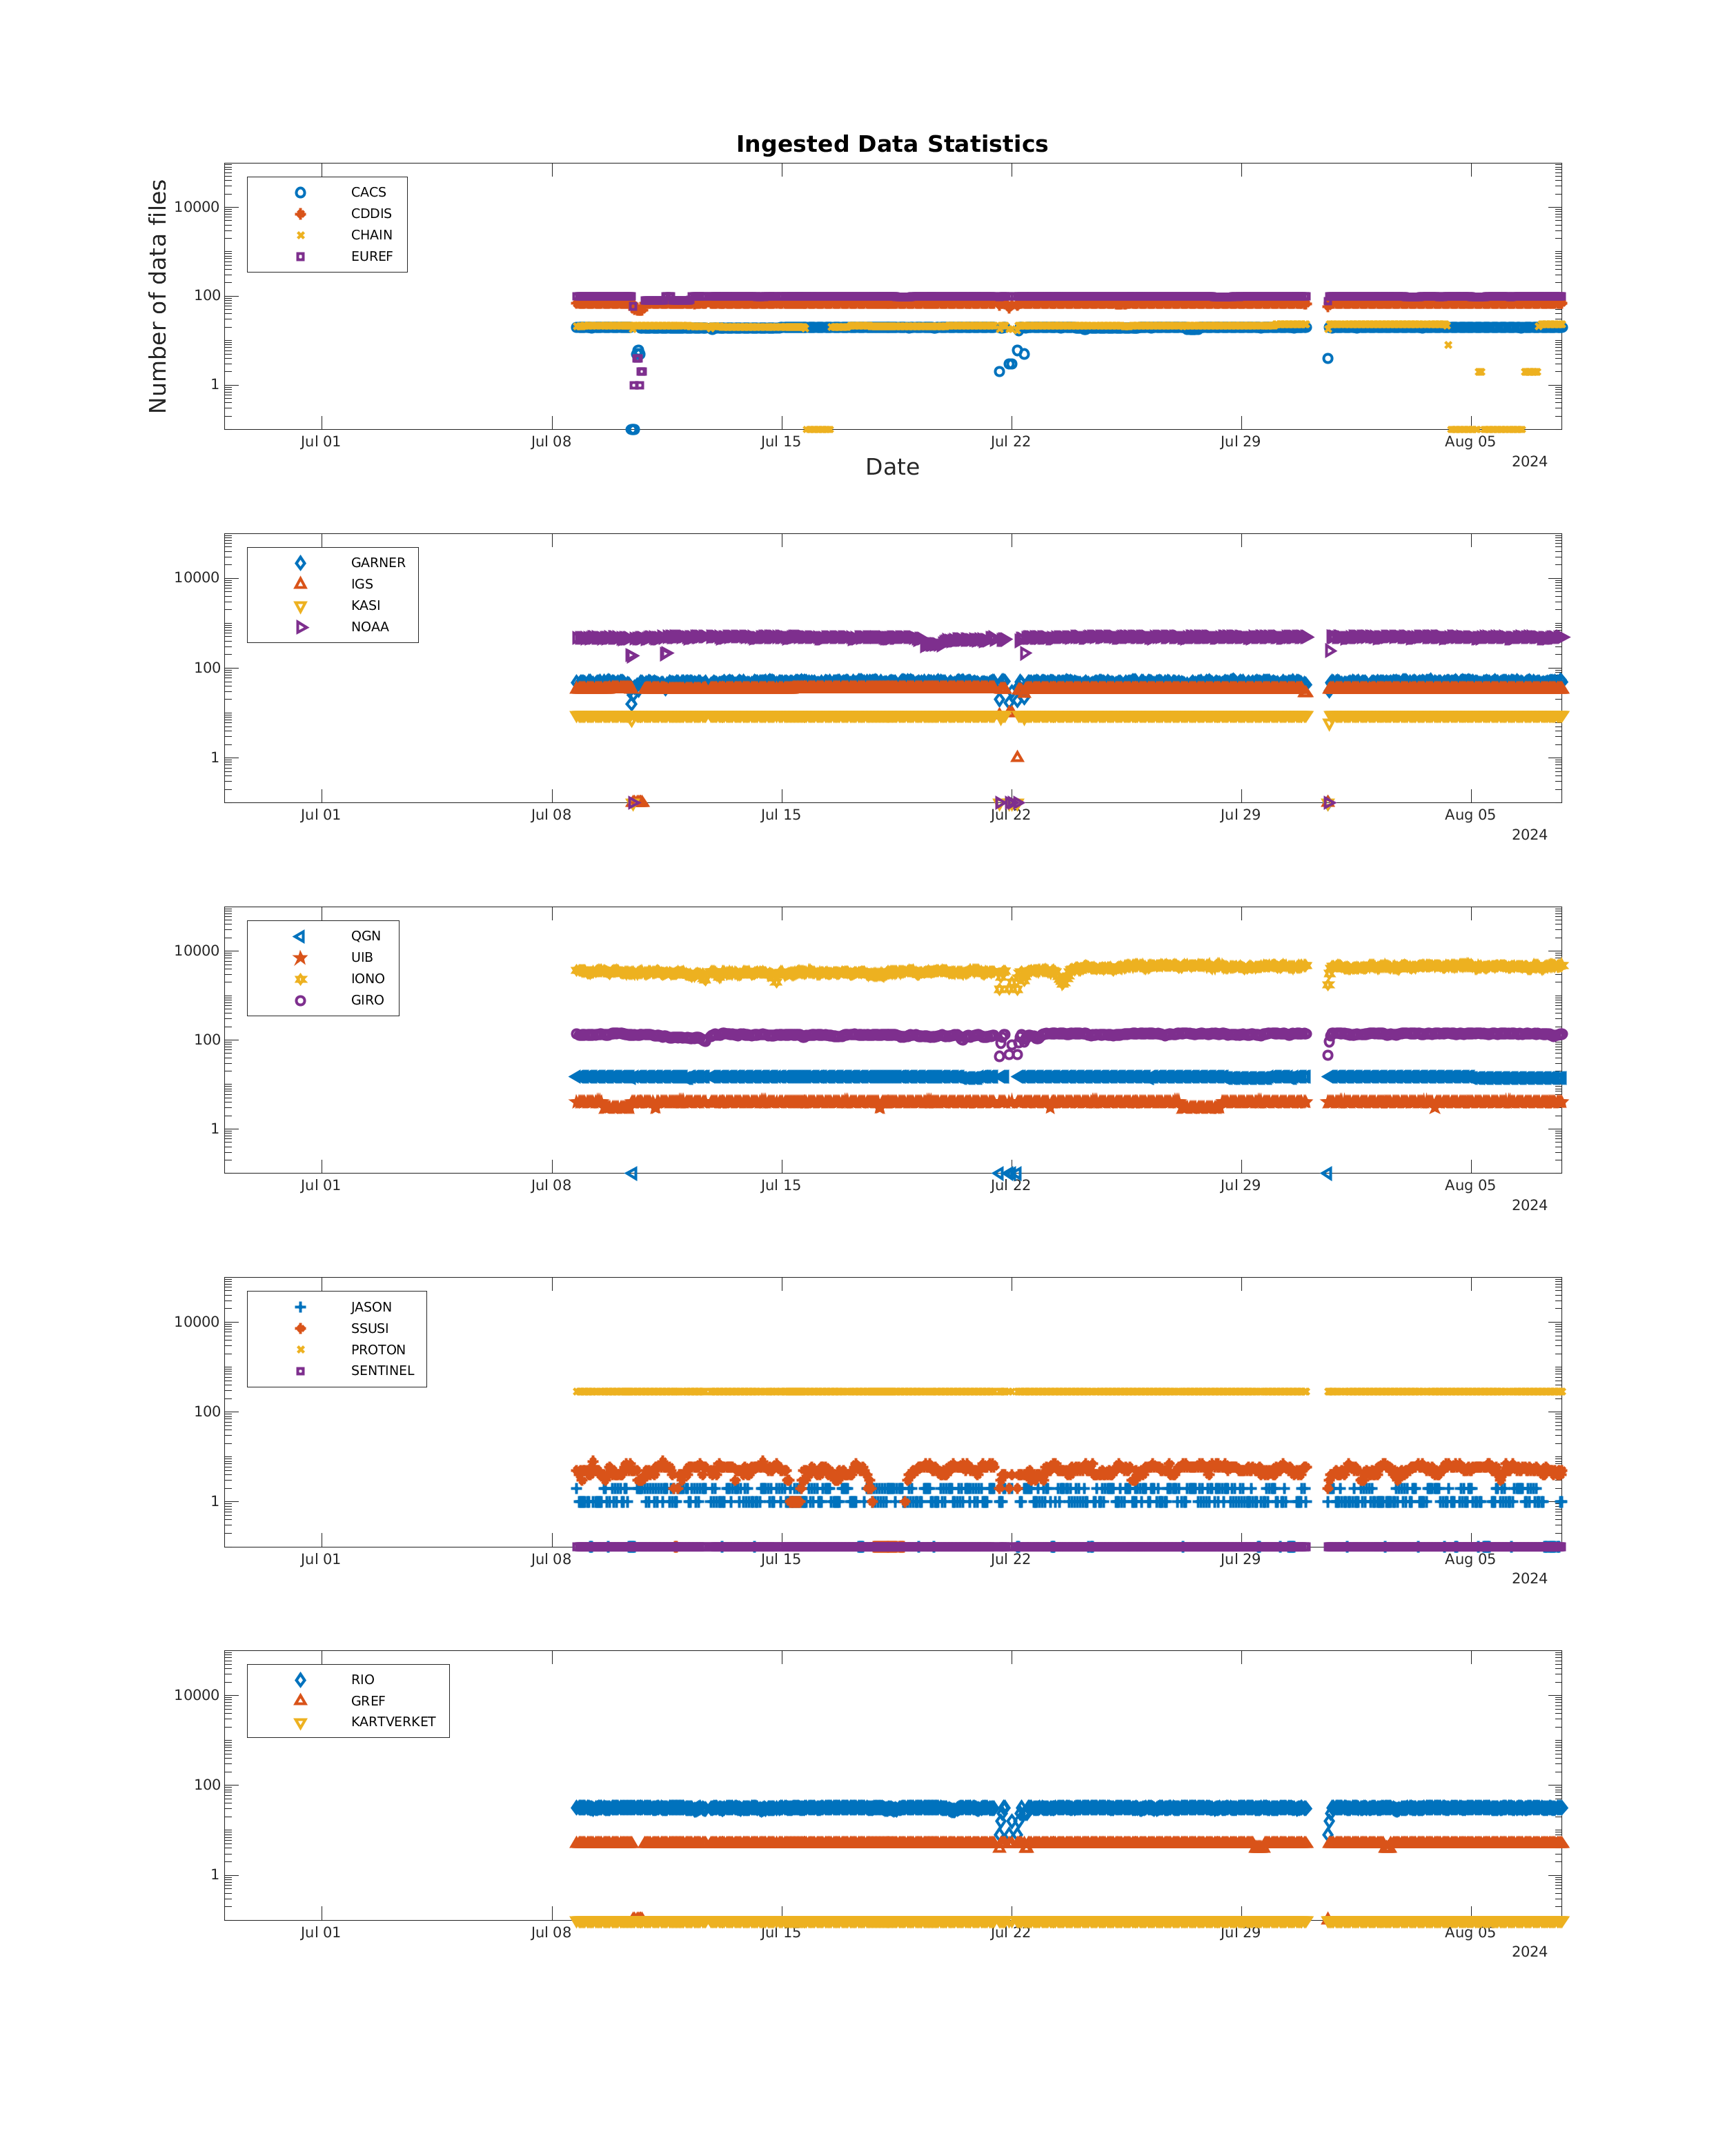 Ingested Data Statistics
Number of data files
10000
100
1
CACS
CDDIS
CHAIN
EUREF
Jul 01 Jul 08 Jul 15 Jul 22 Jul 29 Aug 05
2024
Date
10000
100
1
GARNER
IGS
KASI
NOAA
Jul 01 Jul 08 Jul 15 Jul 22 Jul 29 Aug 05
2024
10000
100
1
QGN
UIB
IONO
GIRO
Jul 01 Jul 08 Jul 15 Jul 22 Jul 29 Aug 05
2024
10000
100
1
JASON
SSUSI
PROTON
SENTINEL
Jul 01 Jul 08 Jul 15 Jul 22 Jul 29 Aug 05
2024
10000
100
1
RIO
GREF
KARTVERKET
Jul 01 Jul 08 Jul 15 Jul 22 Jul 29 Aug 05
2024